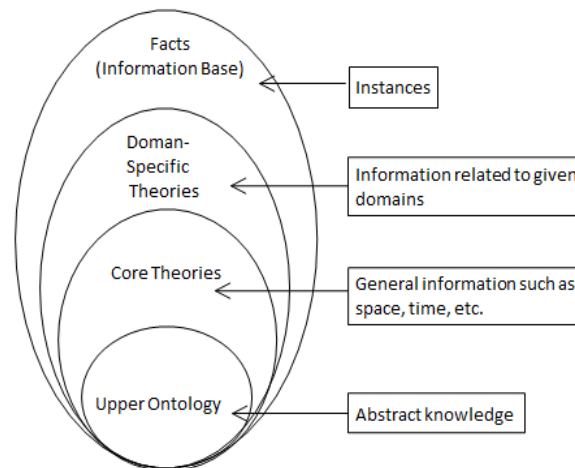 Facts
(Information Base)
Instances
Doman-
Specific
Theories
Information related to given
domains
Core Theories
General information such as
space, time, etc.
Upper Ontology
Abstract knowledge